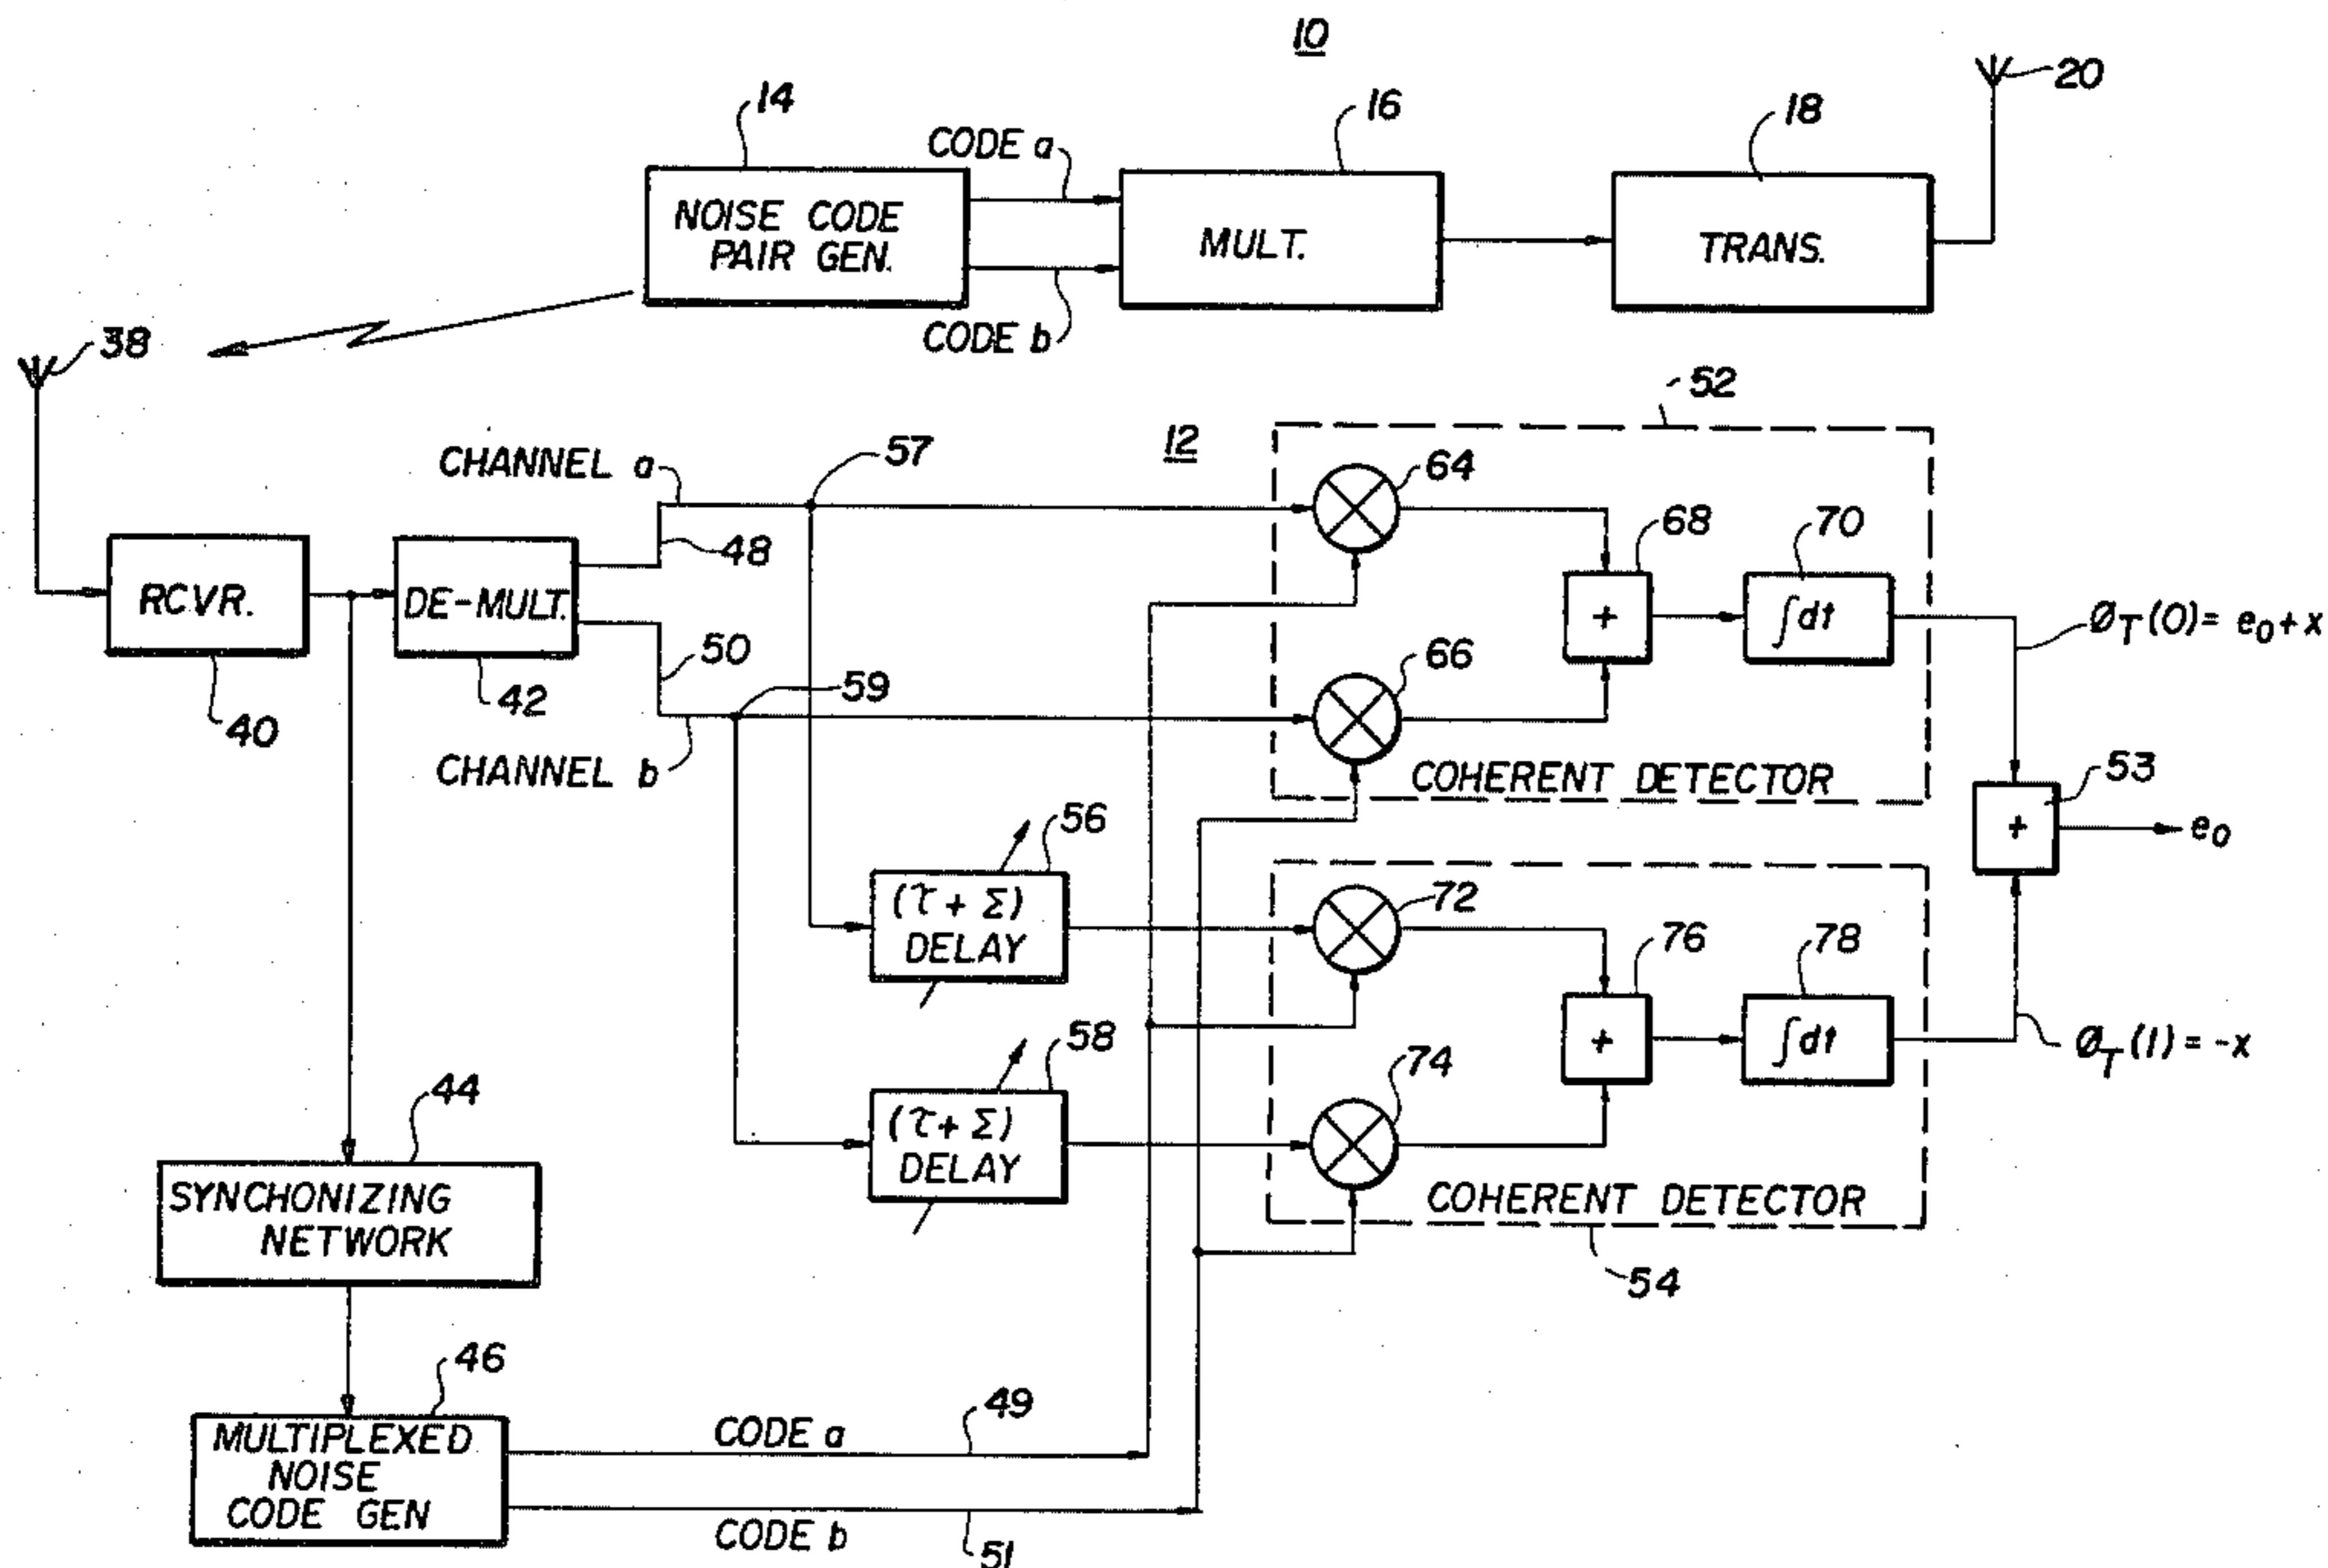 10
14
16
18
20
CODE a
NOISE CODE
PAIR GEN.
MULT.
TRANS.
CODE b
38
52
12
57
CHANNEL a
64
68
70
48
RCVR.
DE-MULT.
+
∫dt
ØT(0)= e0+x
50
66
59
42
40
CHANNEL b
COHERENT DETECTOR
53
+
e0
56
(τ + Σ)
DELAY
72
76
78
58
+
∫dt
ØT(1) = -x
(τ + Σ)
DELAY
74
44
SYNCHONIZING
NETWORK
COHERENT DETECTOR
54
46
MULTIPLEXED
NOISE
CODE GEN
CODE a
49
CODE b
51